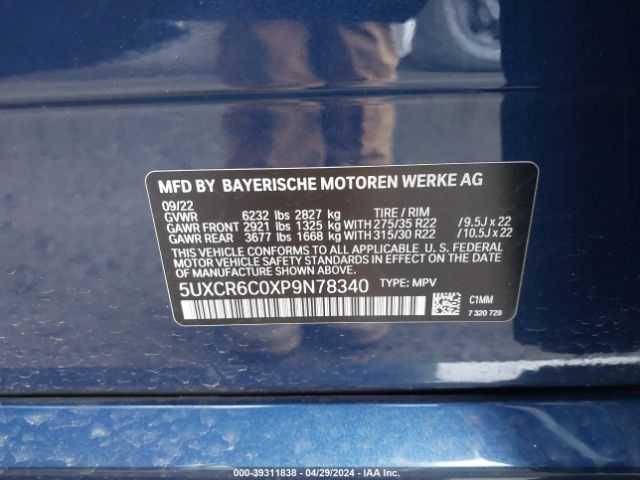 MFD BY BAYERISCHE MOTOREN WERKE AG
09/22
GVWR 6232 lbs 2827 kg TIRE / RIM
GAWR FRONT 2921 lbs 1325 kg WITH 275/35 R22 / 9.5J x 22
GAWR REAR 3677 lbs 1668 kg WITH 315/30 R22 / 10.5J x 22
THIS VEHICLE CONFORMS TO ALL APPLICABLE U. S. FEDERAL
MOTOR VEHICLE SAFETY AND THEFT PREVENTION STANDARDS
IN EFFECT ON THE DATE OF MANUFACTURE SHOWN ABOVE.
5UXCR6C0XP9N78340 TYPE: MPV
C1MM
7 320 729
000-39311838 - 04/29/2024 - IAA Inc.